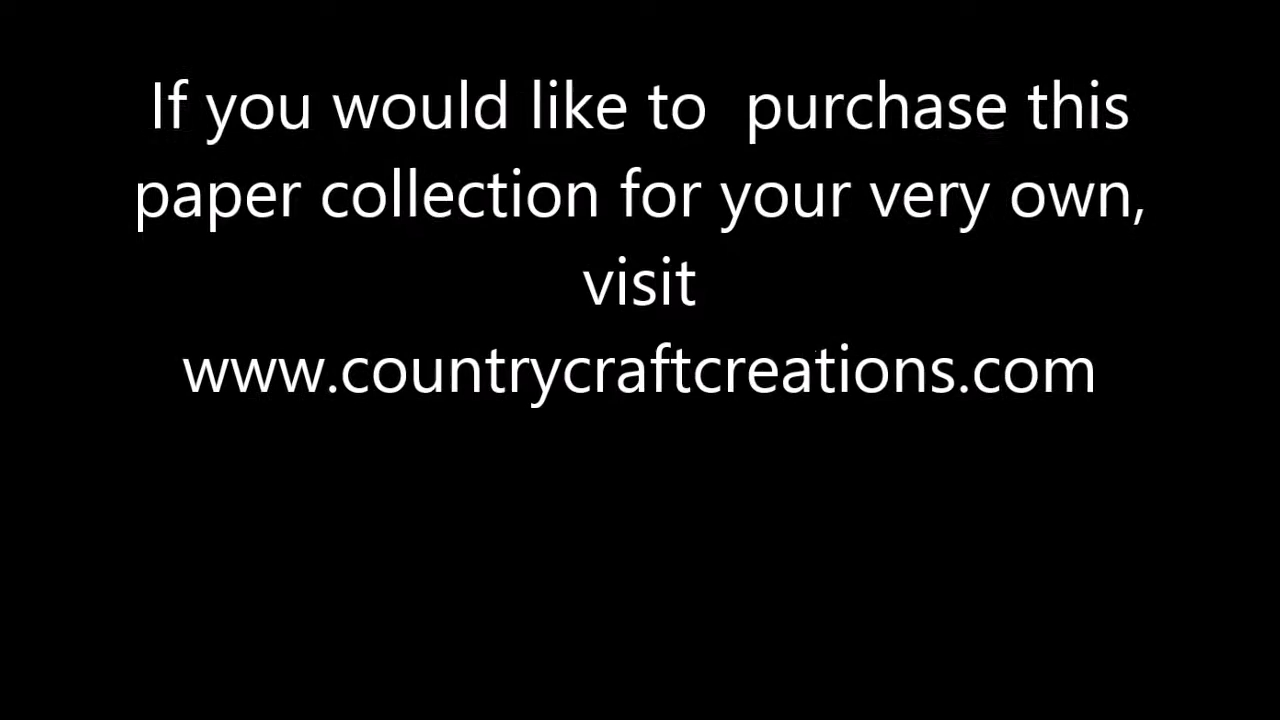 If you would like to  purchase this
paper collection for your very own,
visit
www.countrycraftcreations.com